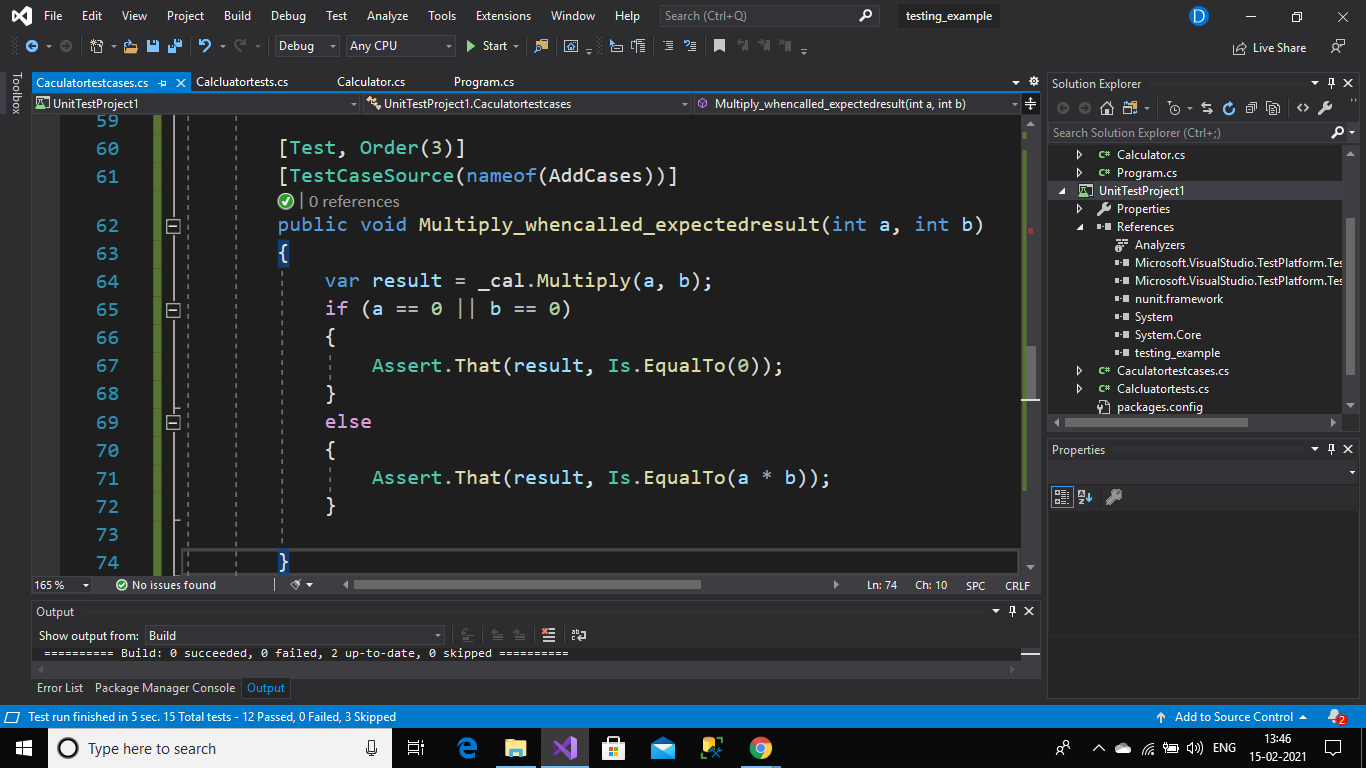 File Edit View Project Build Debug Test Analyze Tools Extensions Window Help Search (Ctrl+Q) testing_example D
Debug Any CPU Start Live Share
Toolbox
Caculatortestcases.cs Calcluatortests.cs Calculator.cs Program.cs
UnitTestProject1 UnitTestProject1.Caculatortestcases Multiply_whencalled_expectedresult(int a, int b)
59
60 [Test, Order(3)]
61 [TestCaseSource(nameof(AddCases))]
0 references
62 public void Multiply_whencalled_expectedresult(int a, int b)
63 {
64 var result = _cal.Multiply(a, b);
65 if (a == 0 || b == 0)
66 {
67 Assert.That(result, Is.EqualTo(0));
68 }
69 else
70 {
71 Assert.That(result, Is.EqualTo(a * b));
72 }
73
74 }
165 % No issues found Ln: 74 Ch: 10 SPC CRLF
Output
Show output from: Build
========== Build: 0 succeeded, 0 failed, 2 up-to-date, 0 skipped ==========
Error List Package Manager Console Output
Solution Explorer
Search Solution Explorer (Ctrl+;)
C# Calculator.cs
C# Program.cs
UnitTestProject1
Properties
References
Analyzers
Microsoft.VisualStudio.TestPlatform.Tes
Microsoft.VisualStudio.TestPlatform.Tes
nunit.framework
System
System.Core
testing_example
C# Caculatortestcases.cs
C# Calcluatortests.cs
packages.config
Properties
Test run finished in 5 sec. 15 Total tests - 12 Passed, 0 Failed, 3 Skipped Add to Source Control 2
Type here to search ENG 13:46
15-02-2021